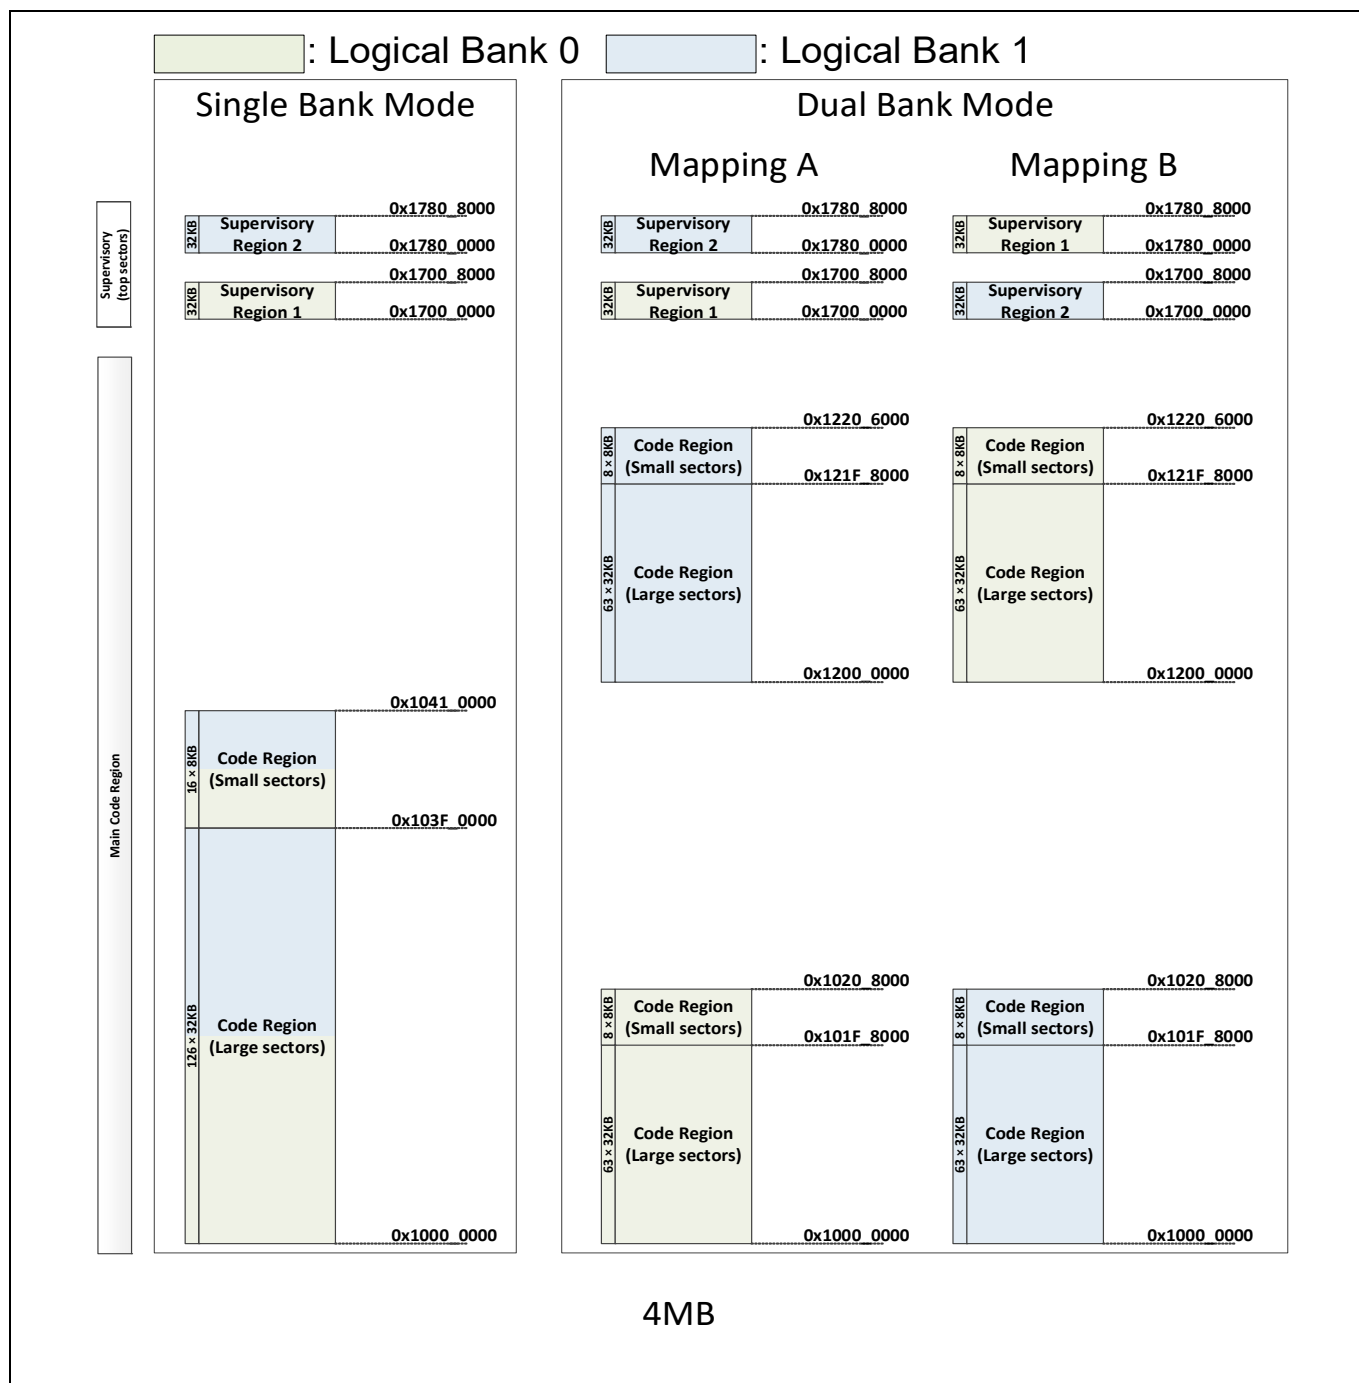 : Logical Bank 0
: Logical Bank 1
Single Bank Mode
Dual Bank Mode
Mapping A
Mapping B
Supervisory
(top sectors)
Main Code Region
32KB
Supervisory
Region 2
0x1780_8000
0x1780_0000
32KB
Supervisory
Region 1
0x1700_8000
0x1700_0000
16 × 8KB
Code Region
(Small sectors)
0x1041_0000
0x103F_0000
126 × 32KB
Code Region
(Large sectors)
0x1000_0000
32KB
Supervisory
Region 2
0x1780_8000
0x1780_0000
32KB
Supervisory
Region 1
0x1700_8000
0x1700_0000
8 × 8KB
Code Region
(Small sectors)
0x1220_6000
0x121F_8000
63 × 32KB
Code Region
(Large sectors)
0x1200_0000
8 × 8KB
Code Region
(Small sectors)
0x1020_8000
0x101F_8000
63 × 32KB
Code Region
(Large sectors)
0x1000_0000
32KB
Supervisory
Region 1
0x1780_8000
0x1780_0000
32KB
Supervisory
Region 2
0x1700_8000
0x1700_0000
8 × 8KB
Code Region
(Small sectors)
0x1220_6000
0x121F_8000
63 × 32KB
Code Region
(Large sectors)
0x1200_0000
8 × 8KB
Code Region
(Small sectors)
0x1020_8000
0x101F_8000
63 × 32KB
Code Region
(Large sectors)
0x1000_0000
4MB